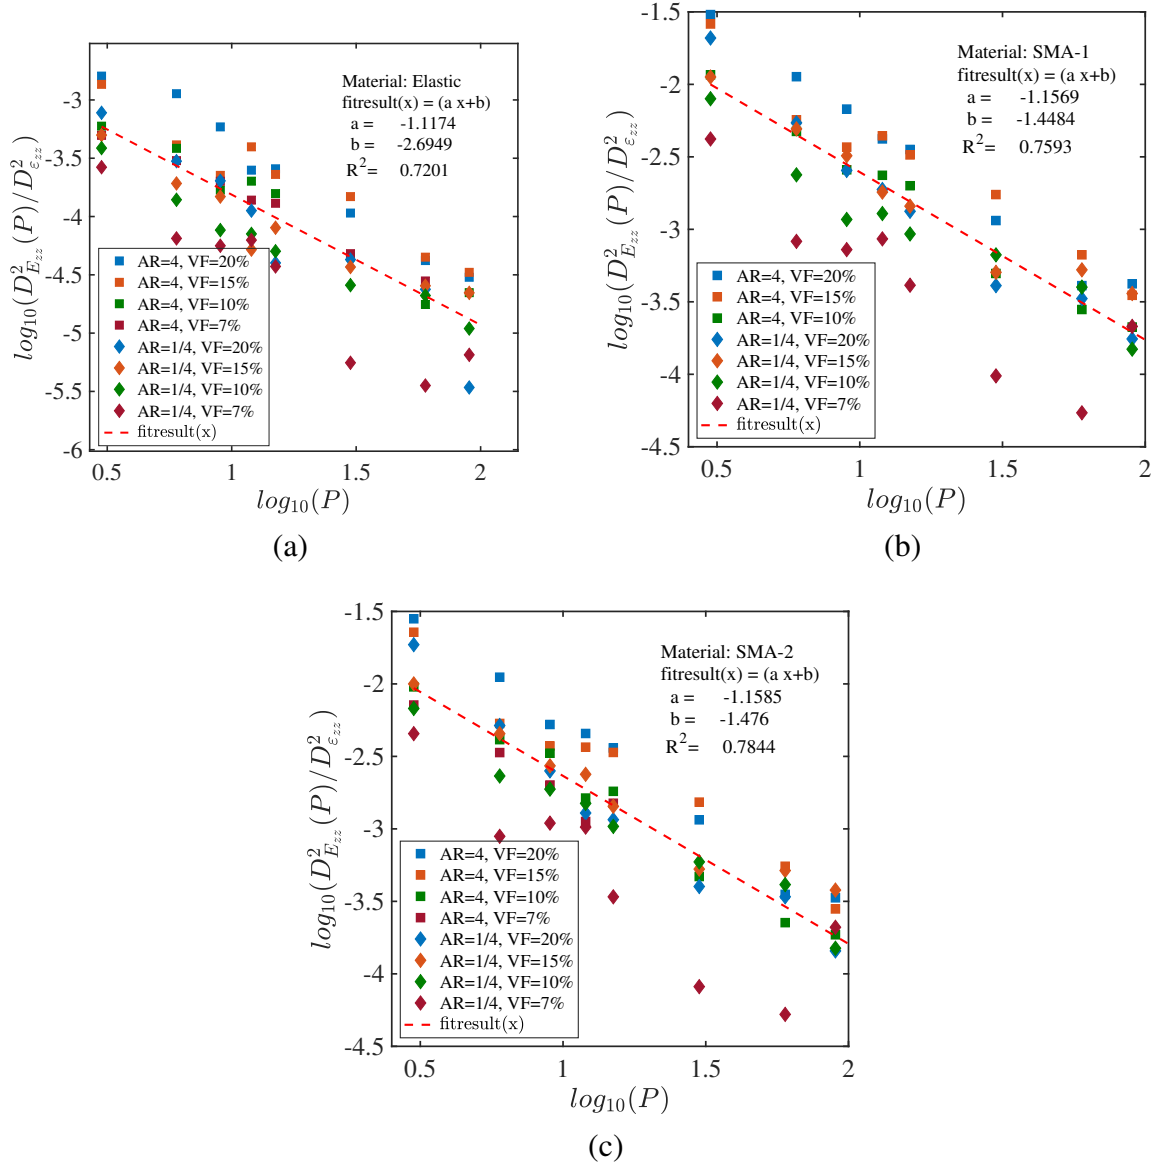 -3
-3.5
-4
-4.5
-5
-5.5
-6
log10(D²Ezz(P)/D²εzz)
Material: Elastic
fitresult(x) = (a x+b)
a = -1.1174
b = -2.6949
R²= 0.7201
AR=4, VF=20%
AR=4, VF=15%
AR=4, VF=10%
AR=4, VF=7%
AR=1/4, VF=20%
AR=1/4, VF=15%
AR=1/4, VF=10%
AR=1/4, VF=7%
fitresult(x)
0.5 1 1.5 2
log10(P)
(a)
-1.5
-2
-2.5
-3
-3.5
-4
-4.5
log10(D²Ezz(P)/D²εzz)
Material: SMA-1
fitresult(x) = (a x+b)
a = -1.1569
b = -1.4484
R²= 0.7593
AR=4, VF=20%
AR=4, VF=15%
AR=4, VF=10%
AR=1/4, VF=20%
AR=1/4, VF=15%
AR=1/4, VF=10%
AR=1/4, VF=7%
fitresult(x)
0.5 1 1.5 2
log10(P)
(b)
-1.5
-2
-2.5
-3
-3.5
-4
-4.5
log10(D²Ezz(P)/D²εzz)
Material: SMA-2
fitresult(x) = (a x+b)
a = -1.1585
b = -1.476
R²= 0.7844
AR=4, VF=20%
AR=4, VF=15%
AR=4, VF=10%
AR=4, VF=7%
AR=1/4, VF=20%
AR=1/4, VF=15%
AR=1/4, VF=10%
AR=1/4, VF=7%
fitresult(x)
0.5 1 1.5 2
log10(P)
(c)